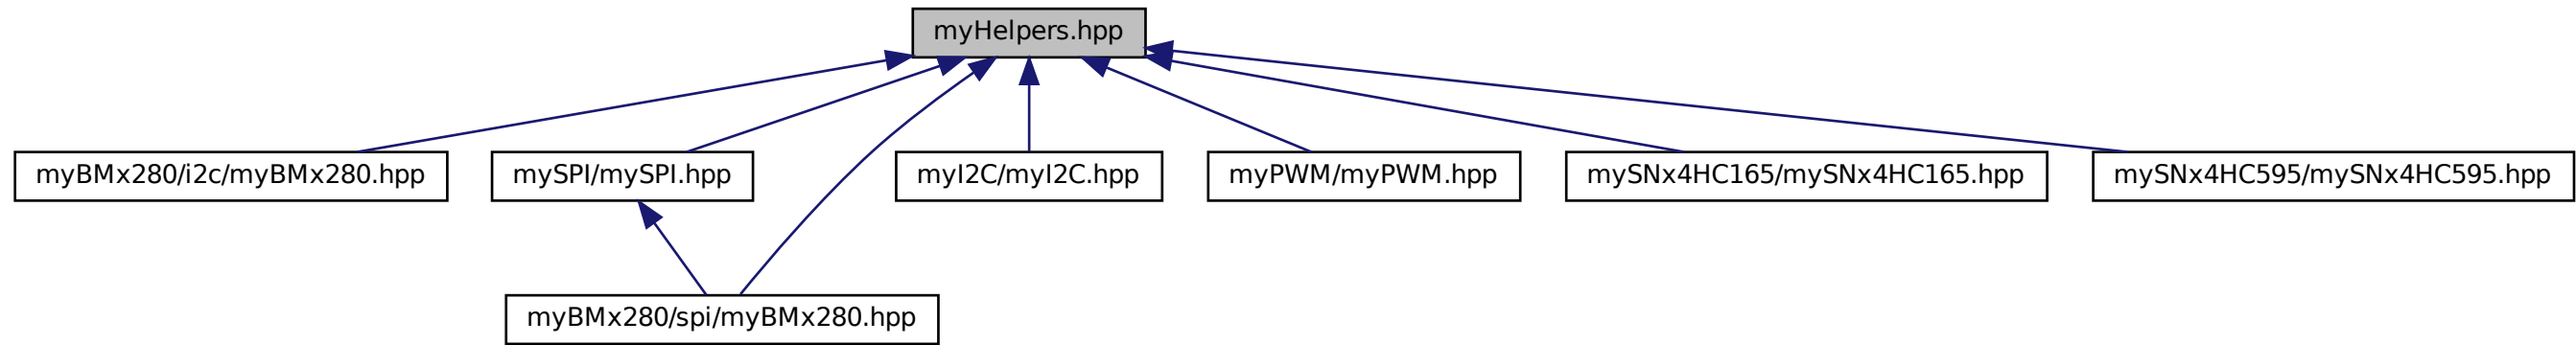 myHelpers.hpp
myBMx280/i2c/myBMx280.hpp
mySPI/mySPI.hpp
myI2C/myI2C.hpp
myPWM/myPWM.hpp
mySNx4HC165/mySNx4HC165.hpp
mySNx4HC595/mySNx4HC595.hpp
myBMx280/spi/myBMx280.hpp